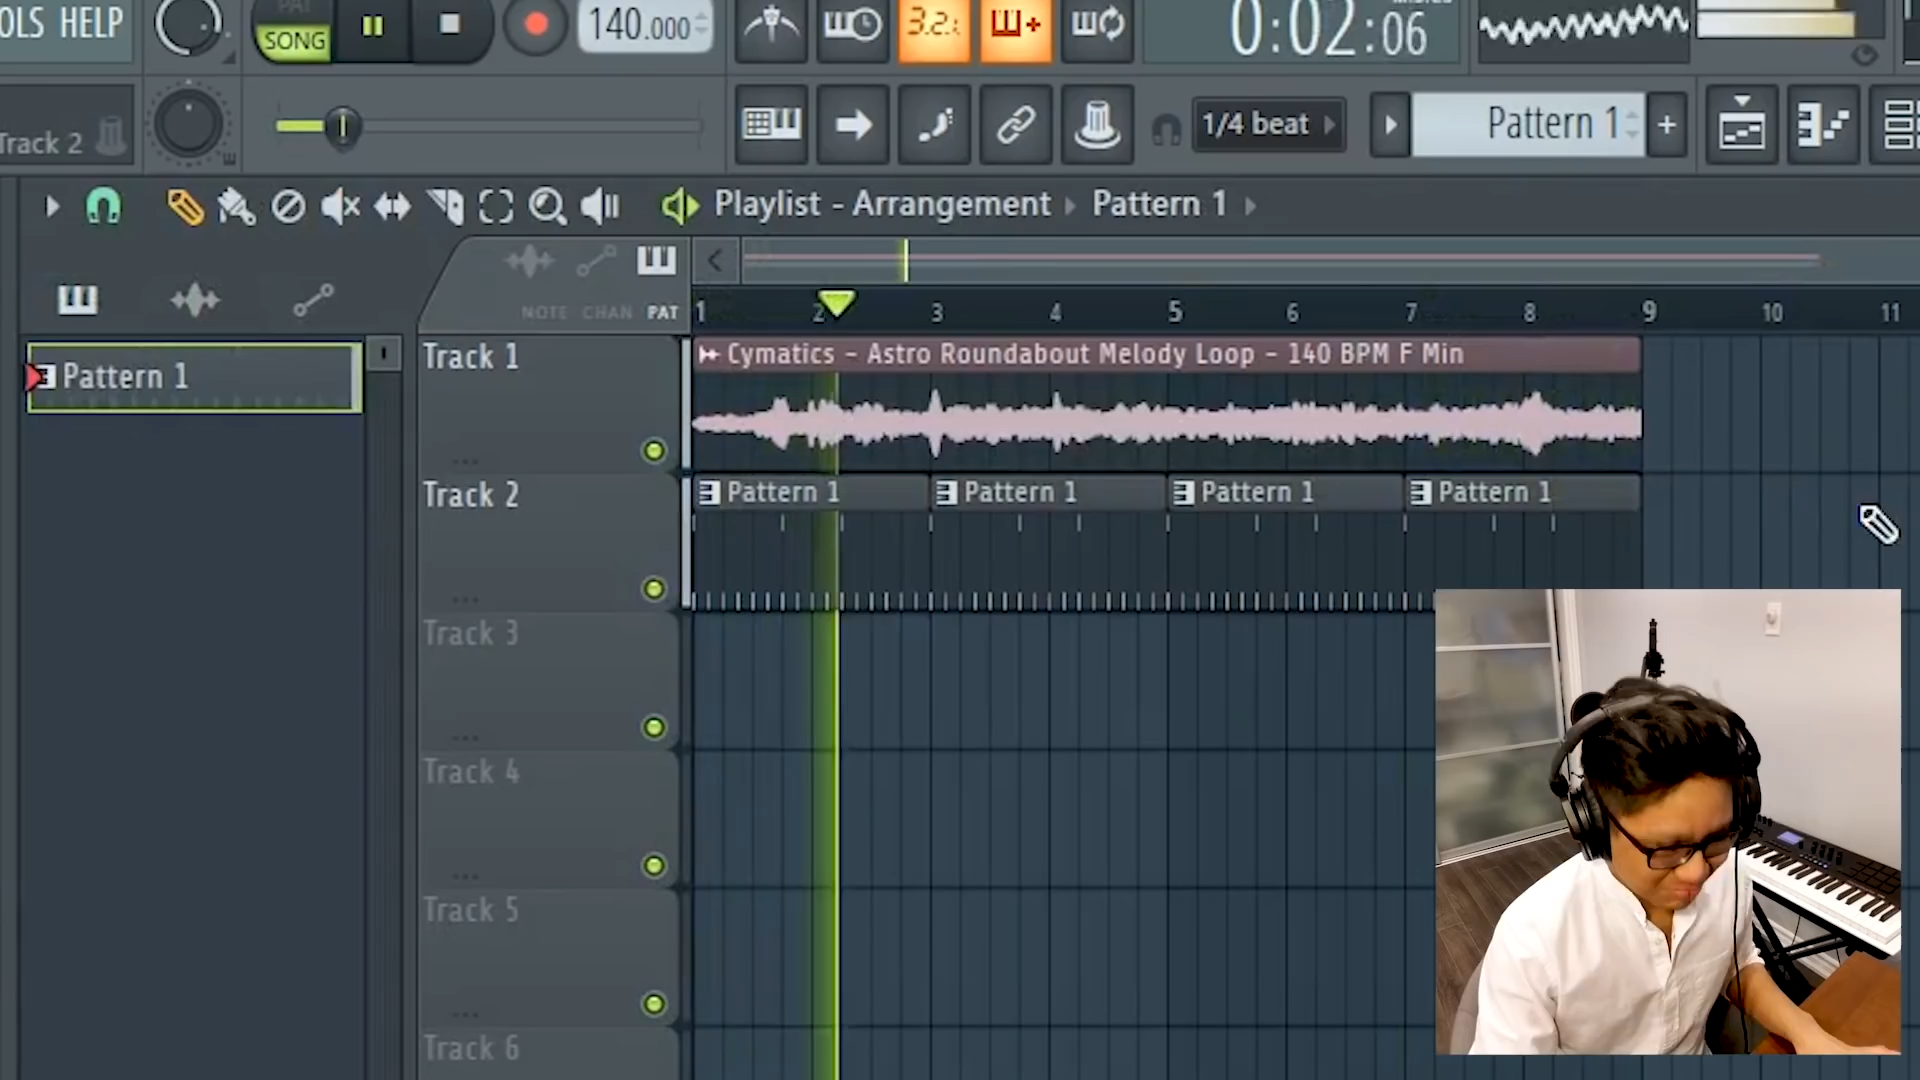 OLS HELP
PAT
SONG
140.000
3.2.
0:02:06
Track 2
1/4 beat
Pattern 1
+
Playlist - Arrangement
Pattern 1
NOTE CHAN PAT
1 2 3 4 5 6 7 8 9 10 11
Pattern 1
Track 1
Cymatics - Astro Roundabout Melody Loop - 140 BPM F Min
Track 2
Pattern 1
Pattern 1
Pattern 1
Pattern 1
Track 3
Track 4
Track 5
Track 6